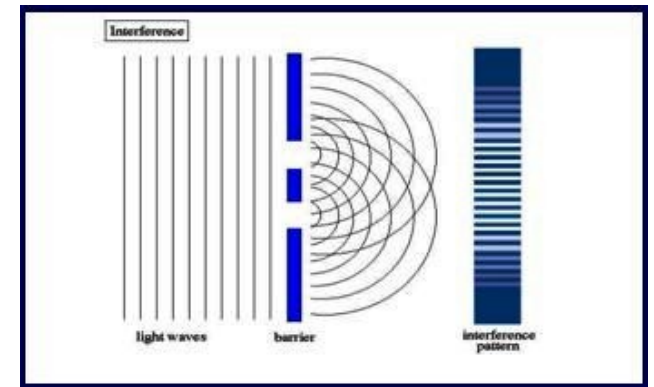 Interference
light waves
barrier
interference
pattern